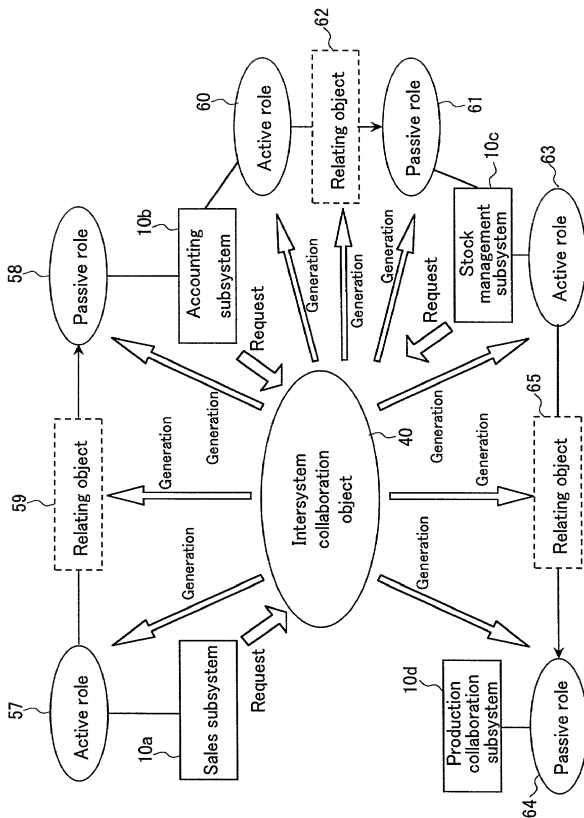 57
Active role
59
Relating object
58
Passive role
10a
Sales subsystem
Request
Generation
Generation
Generation
10b
Accounting
subsystem
Request
60
Active role
62
Relating object
Passive role
61
Generation
Generation
Generation
Intersystem
collaboration
object
40
Request
10c
Stock
management
subsystem
63
Active role
Generation
Generation
Generation
65
Relating object
10d
Production
collaboration
subsystem
Passive role
64